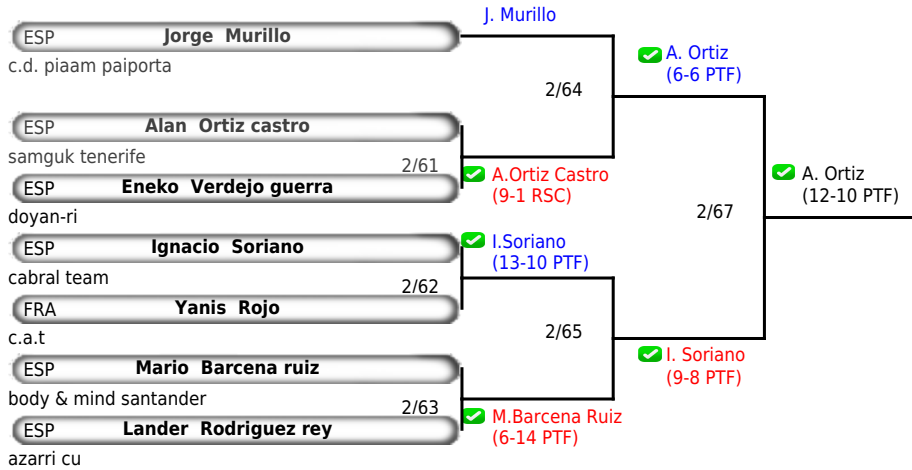 J. Murillo
ESP Jorge Murillo
c.d. piaam paiporta
A. Ortiz
(6-6 PTF)
2/64
ESP Alan Ortiz castro
samguk tenerife
2/61
A.Ortiz Castro
(9-1 RSC)
A. Ortiz
(12-10 PTF)
ESP Eneko Verdejo guerra
doyan-ri
2/67
ESP Ignacio Soriano
I.Soriano
(13-10 PTF)
cabral team
2/62
FRA Yanis Rojo
c.a.t
2/65
I. Soriano
(9-8 PTF)
ESP Mario Barcena ruiz
body & mind santander
2/63
M.Barcena Ruiz
(6-14 PTF)
ESP Lander Rodriguez rey
azarri cu